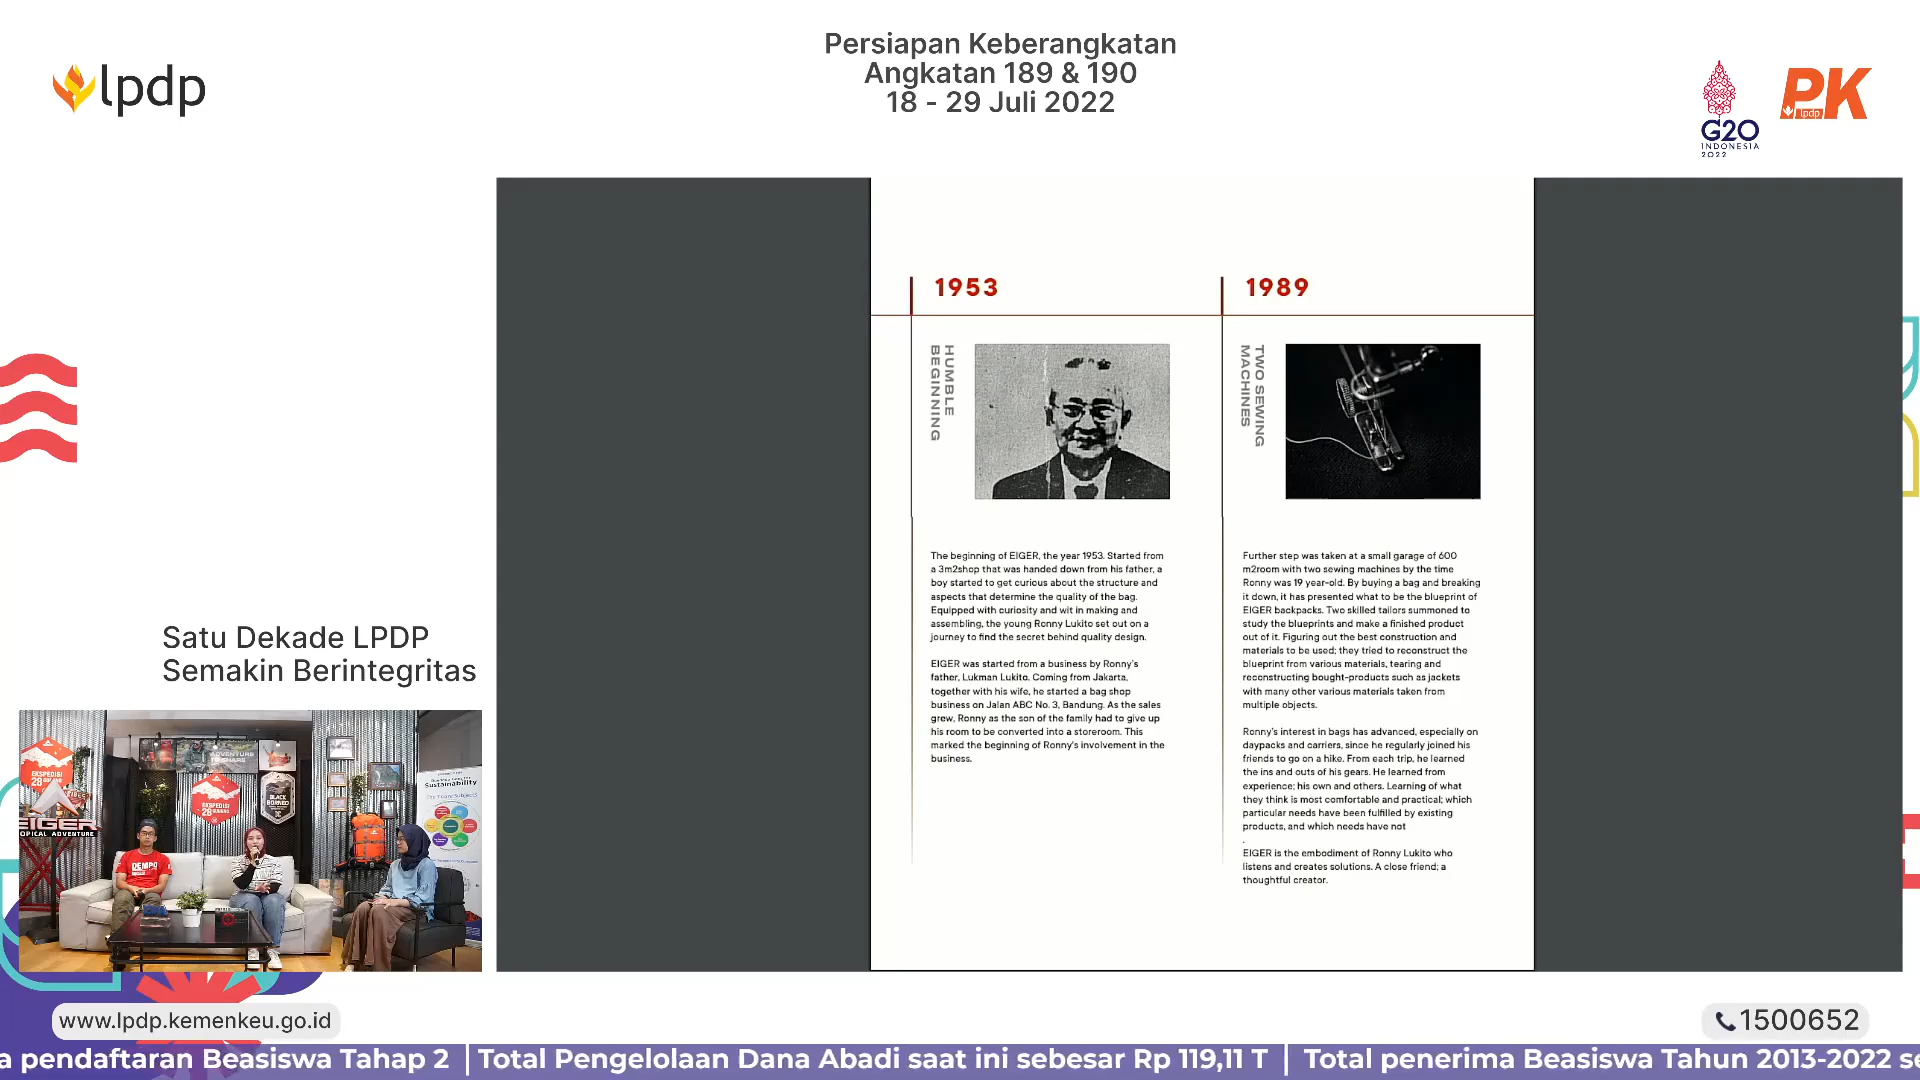 lpdp
Persiapan Keberangkatan
Angkatan 189 & 190
18 - 29 Juli 2022
G20
INDONESIA
2022
PK
lpdp
1953
HUMBLE
BEGINNING
The beginning of EIGER, the year 1953. Started from
a 3m2shop that was handed down from his father, a
boy started to get curious about the structure and
aspects that determine the quality of the bag.
Equipped with curiosity and wit in making and
assembling, the young Ronny Lukito set out on a
journey to find the secret behind quality design.
EIGER was started from a business by Ronny's
father, Lukman Lukito. Coming from Jakarta,
together with his wife, he started a bag shop
business on Jalan ABC No. 3, Bandung. As the sales
grew, Ronny as the son of the family had to give up
his room to be converted into a storeroom. This
marked the beginning of Ronny's involvement in the
business.
1989
TWO SEWING
MACHINES
Further step was taken at a small garage of 600
m2room with two sewing machines by the time
Ronny was 19 year-old. By buying a bag and breaking
it down, it has presented what to be the blueprint of
EIGER backpacks. Two skilled tailors summoned to
study the blueprints and make a finished product
out of it. Figuring out the best construction and
materials to be used; they tried to reconstruct the
blueprint from various materials, tearing and
reconstructing bought-products such as jackets
with many other various materials taken from
multiple objects.
Ronny's interest in bags has advanced, especially on
daypacks and carriers, since he regularly joined his
friends to go on a hike. From each trip, he learned
the ins and outs of his gears. He learned from
experience; his own and others. Learning of what
they think is most comfortable and practical; which
particular needs have been fulfilled by existing
products, and which needs have not
.
EIGER is the embodiment of Ronny Lukito who
listens and creates solutions. A close friend; a
thoughtful creator.
Satu Dekade LPDP
Semakin Berintegritas
EKSPEDISI
28
EIGER
TROPICAL ADVENTURE
ADVENTURE
EKSPEDISI
28
BLACK
BORNEO
Sustainability
DEMPO
www.lpdp.kemenkeu.go.id
1500652
a pendaftaran Beasiswa Tahap 2 | Total Pengelolaan Dana Abadi saat ini sebesar Rp 119,11 T | Total penerima Beasiswa Tahun 2013-2022 se